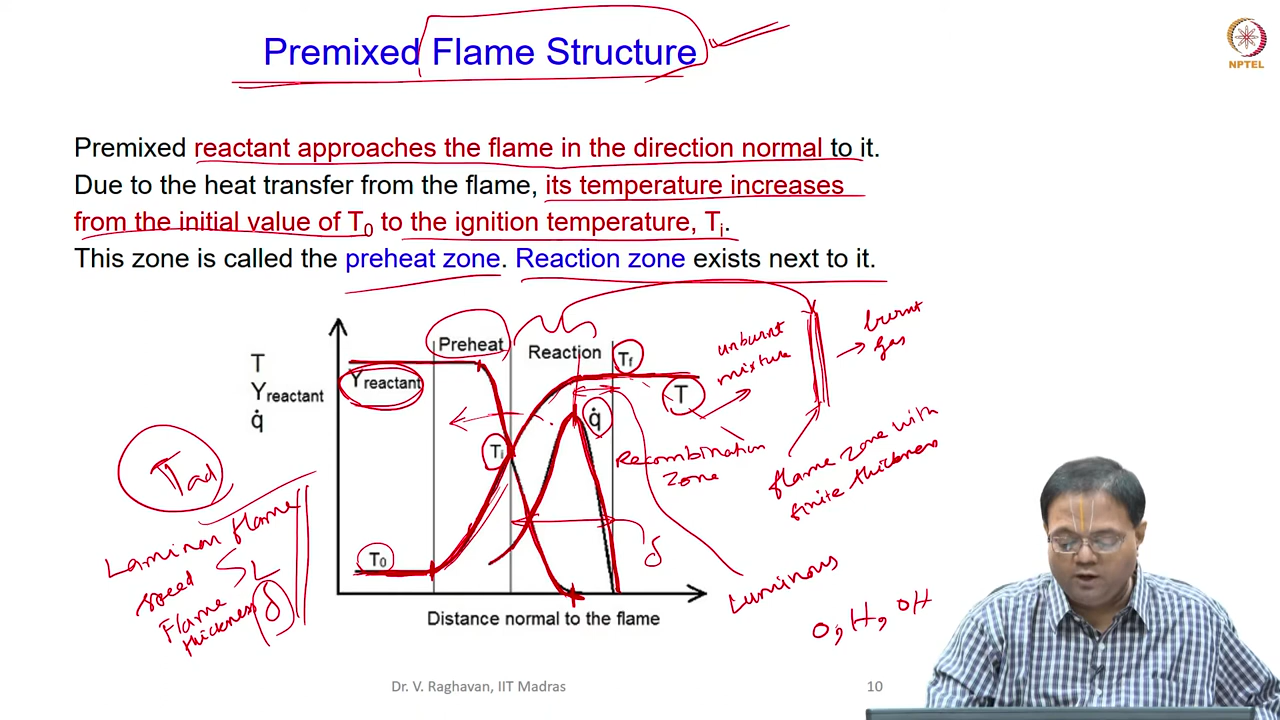 Premixed Flame Structure
NPTEL
Premixed reactant approaches the flame in the direction normal to it.
Due to the heat transfer from the flame, its temperature increases
from the initial value of T0 to the ignition temperature, Ti.
This zone is called the preheat zone. Reaction zone exists next to it.
T
Yreactant
q̇
Preheat
Reaction
Tf
Yreactant
T
q̇
Ti
T0
unburnt
mixture
burnt
gas
Recombination
zone
flame zone with
finite thickness
Tad
Laminar flame
speed SL
Flame
thickness δ
δ
Luminous
O, H, OH
Distance normal to the flame
Dr. V. Raghavan, IIT Madras
10